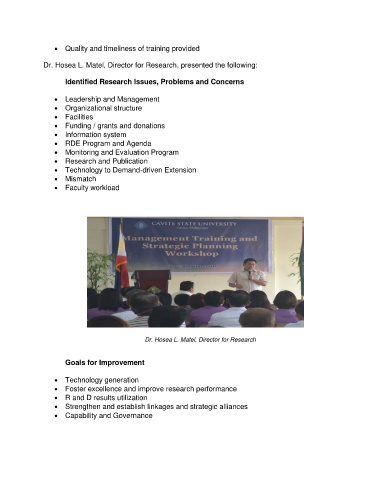 • Quality and timeliness of training provided
Dr. Hosea L. Matel, Director for Research, presented the following:
Identified Research Issues, Problems and Concerns
• Leadership and Management
• Organizational structure
• Facilities
• Funding / grants and donations
• Information system
• RDE Program and Agenda
• Monitoring and Evaluation Program
• Research and Publication
• Technology to Demand-driven Extension
• Mismatch
• Faculty workload
CAVITE STATE UNIVERSITY
Management Training and
Strategic Planning
Workshop
Dr. Hosea L. Matel, Director for Research
Goals for Improvement
• Technology generation
• Foster excellence and improve research performance
• R and D results utilization
• Strengthen and establish linkages and strategic alliances
• Capability and Governance